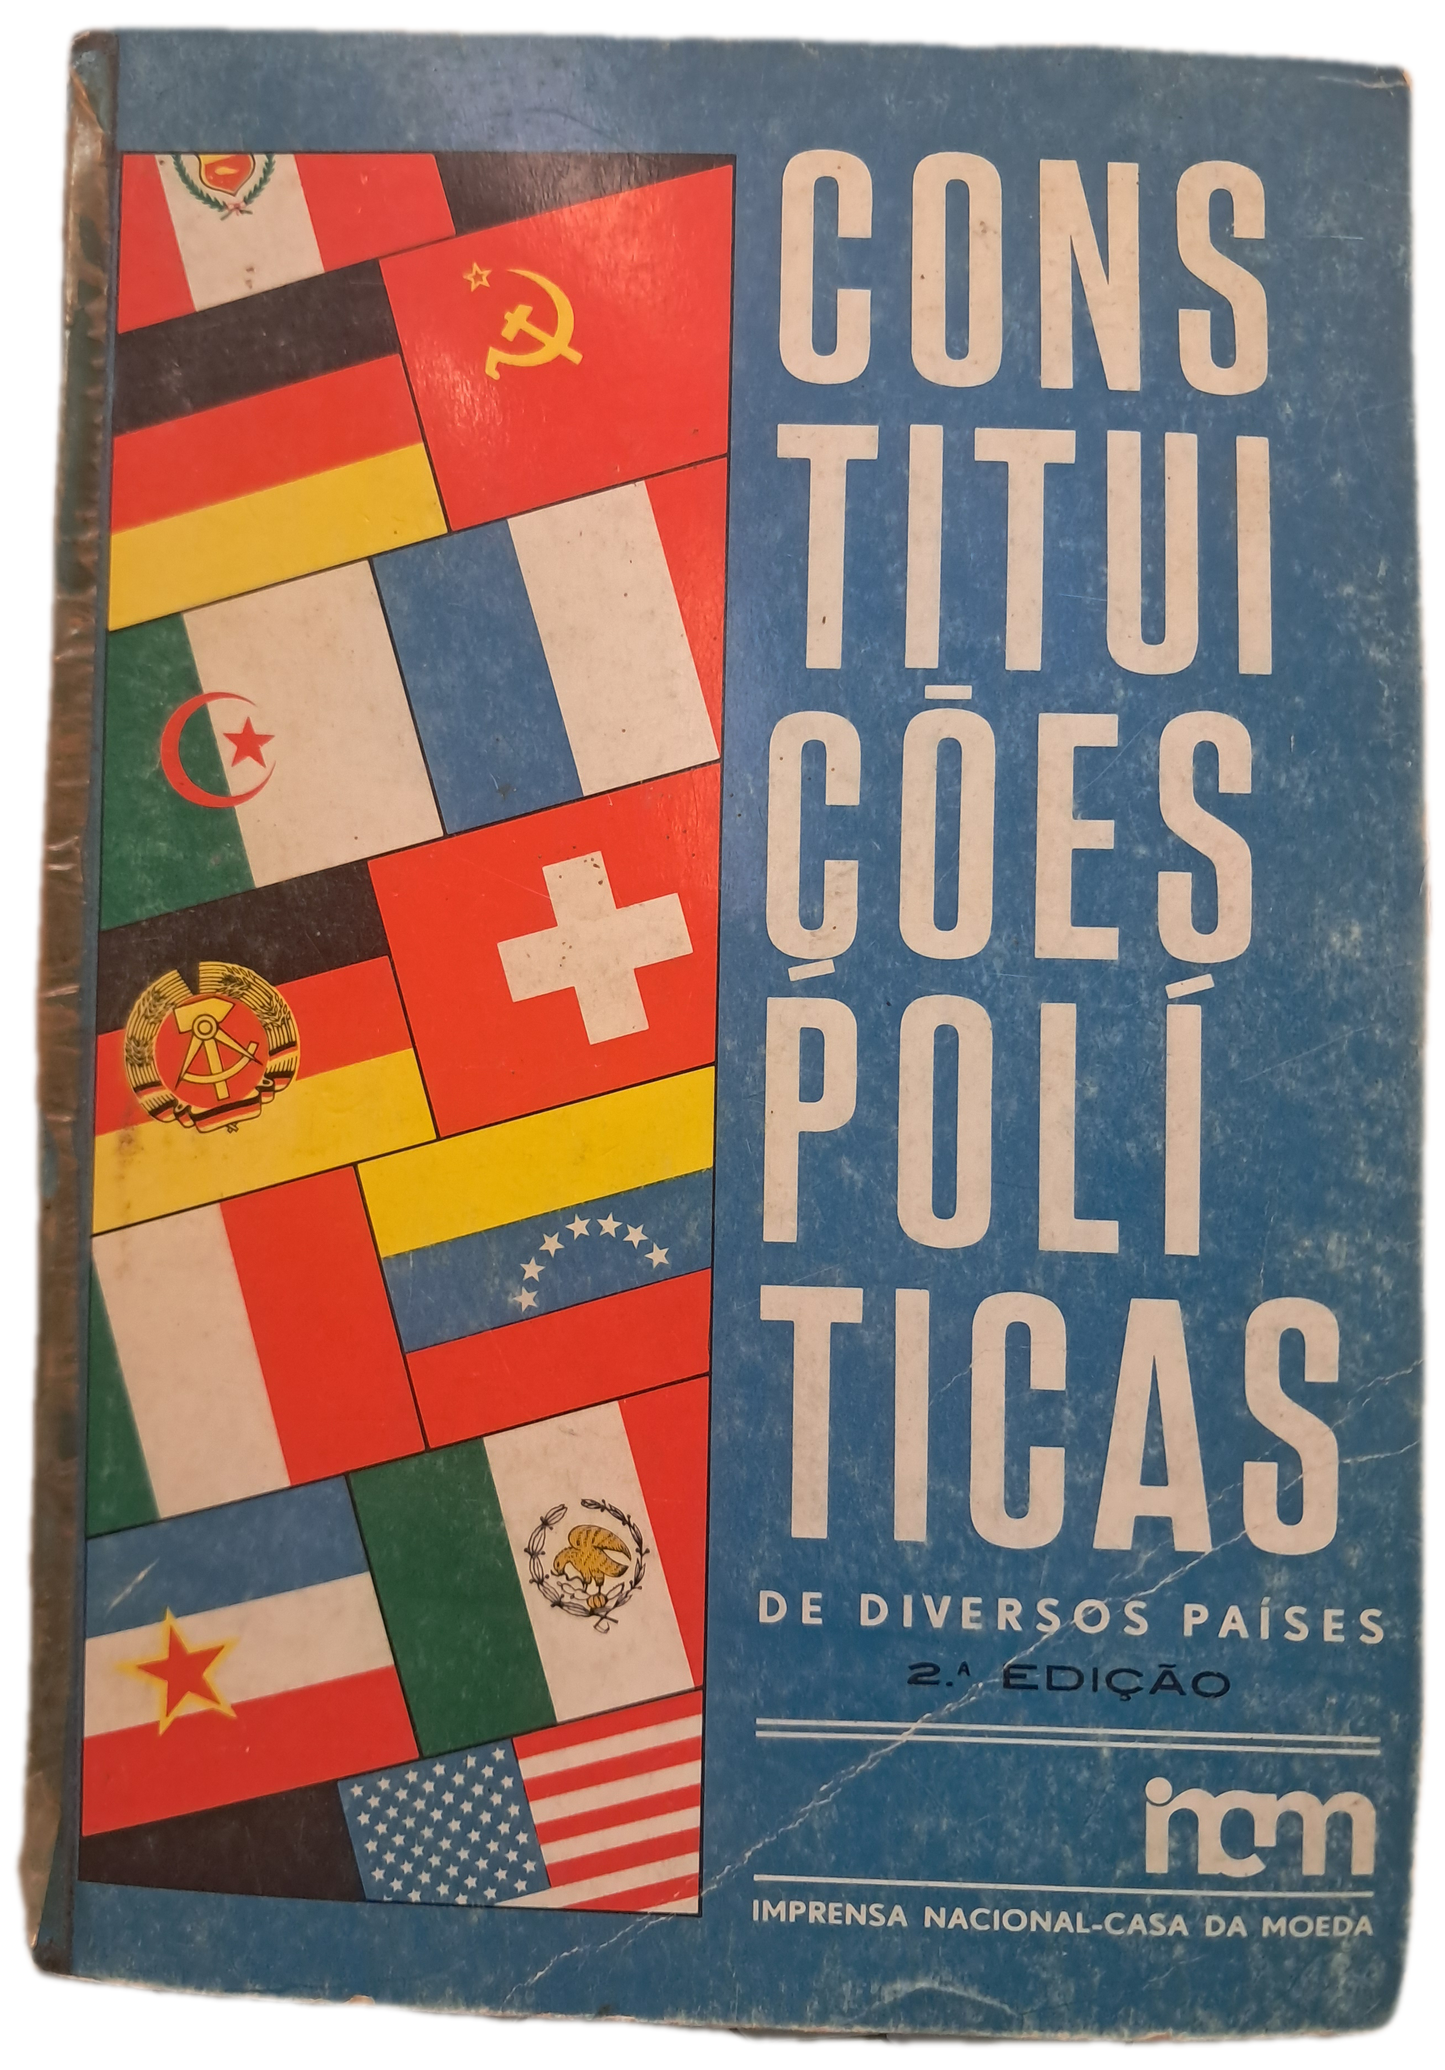 CONS
TITUI
ÇÕES
POLÍ
TICAS
DE DIVERSOS PAÍSES
2.ª EDIÇÃO
incm
IMPRENSA NACIONAL-CASA DA MOEDA